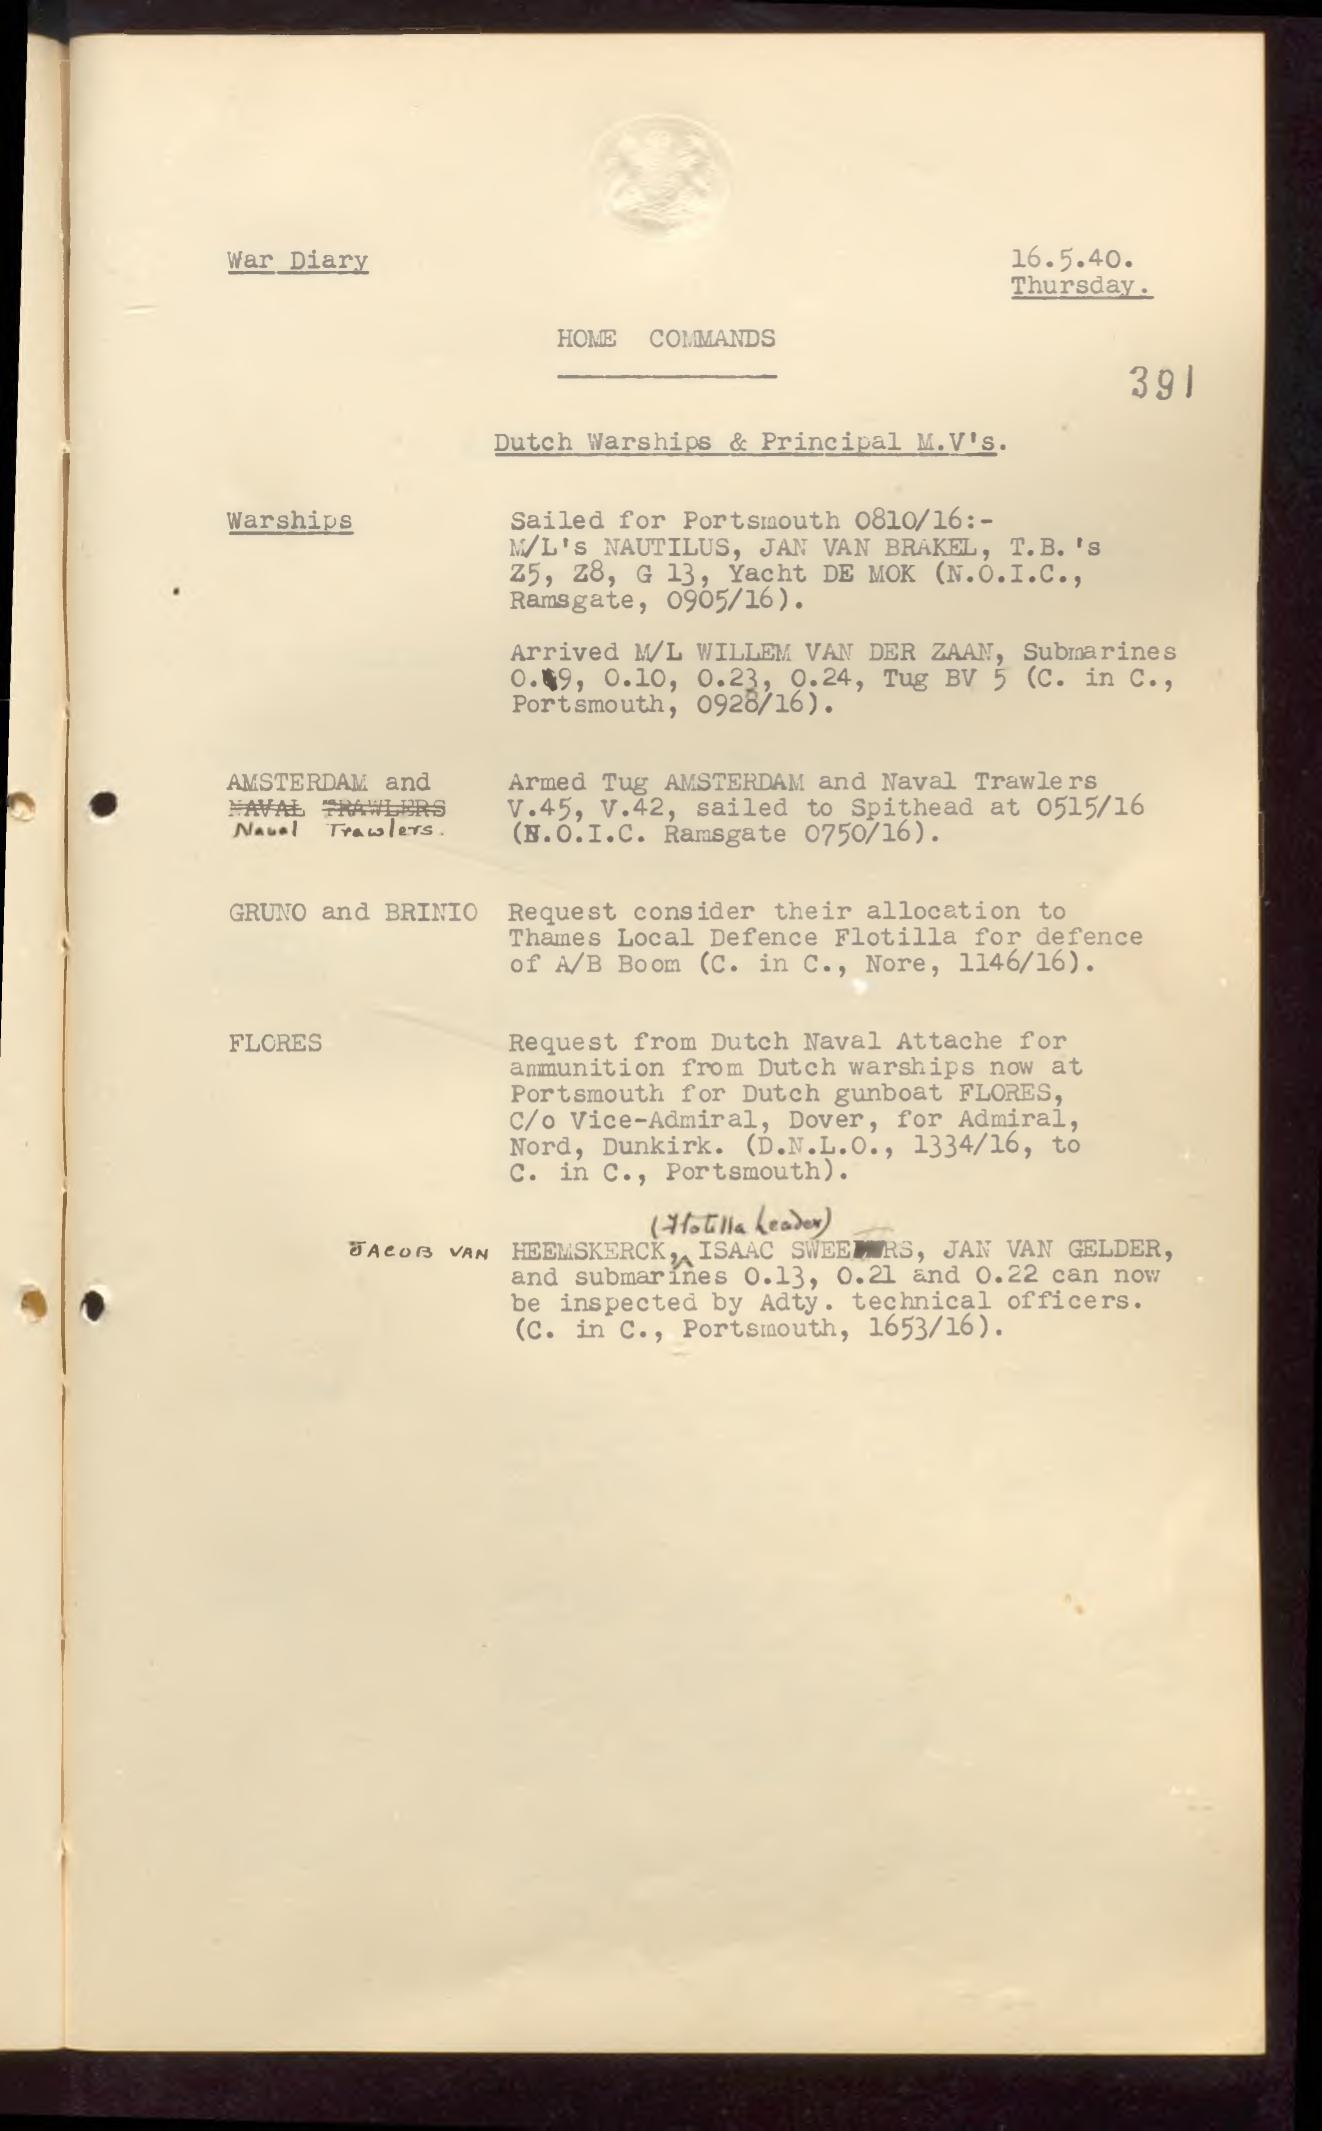 War Diary
16.5.40.
Thursday.
HOME COMMANDS
391
Dutch Warships & Principal M.V's.
Warships
Sailed for Portsmouth 0810/16:-
M/L's NAUTILUS, JAN VAN BRAKEL, T.B.'s
Z5, Z8, G 13, Yacht DE MOK (N.O.I.C.,
Ramsgate, 0905/16).
Arrived M/L WILLEM VAN DER ZAAN, Submarines
O.9, O.10, O.23, O.24, Tug BV 5 (C. in C.,
Portsmouth, 0928/16).
AMSTERDAM and
NAVAL TRAWLERS
Naval Trawlers.
Armed Tug AMSTERDAM and Naval Trawlers
V.45, V.42, sailed to Spithead at 0515/16
(N.O.I.C. Ramsgate 0750/16).
GRUNO and BRINIO
Request consider their allocation to
Thames Local Defence Flotilla for defence
of A/B Boom (C. in C., Nore, 1146/16).
FLORES
Request from Dutch Naval Attache for
ammunition from Dutch warships now at
Portsmouth for Dutch gunboat FLORES,
C/o Vice-Admiral, Dover, for Admiral,
Nord, Dunkirk. (D.N.L.O., 1334/16, to
C. in C., Portsmouth).
(Flotilla Leader)
JACOB VAN HEEMSKERCK, ISAAC SWEERS, JAN VAN GELDER,
and submarines O.13, O.21 and O.22 can now
be inspected by Adty. technical officers.
(C. in C., Portsmouth, 1653/16).